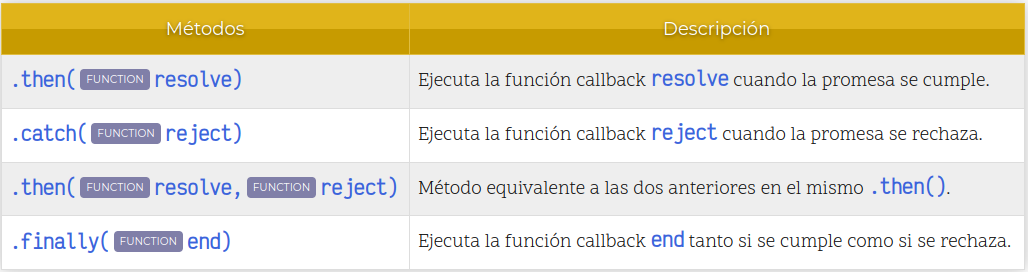 Métodos Descripción
.then( FUNCTION resolve) Ejecuta la función callback resolve cuando la promesa se cumple.
.catch( FUNCTION reject) Ejecuta la función callback reject cuando la promesa se rechaza.
.then( FUNCTION resolve, FUNCTION reject) Método equivalente a las dos anteriores en el mismo .then().
.finally( FUNCTION end) Ejecuta la función callback end tanto si se cumple como si se rechaza.